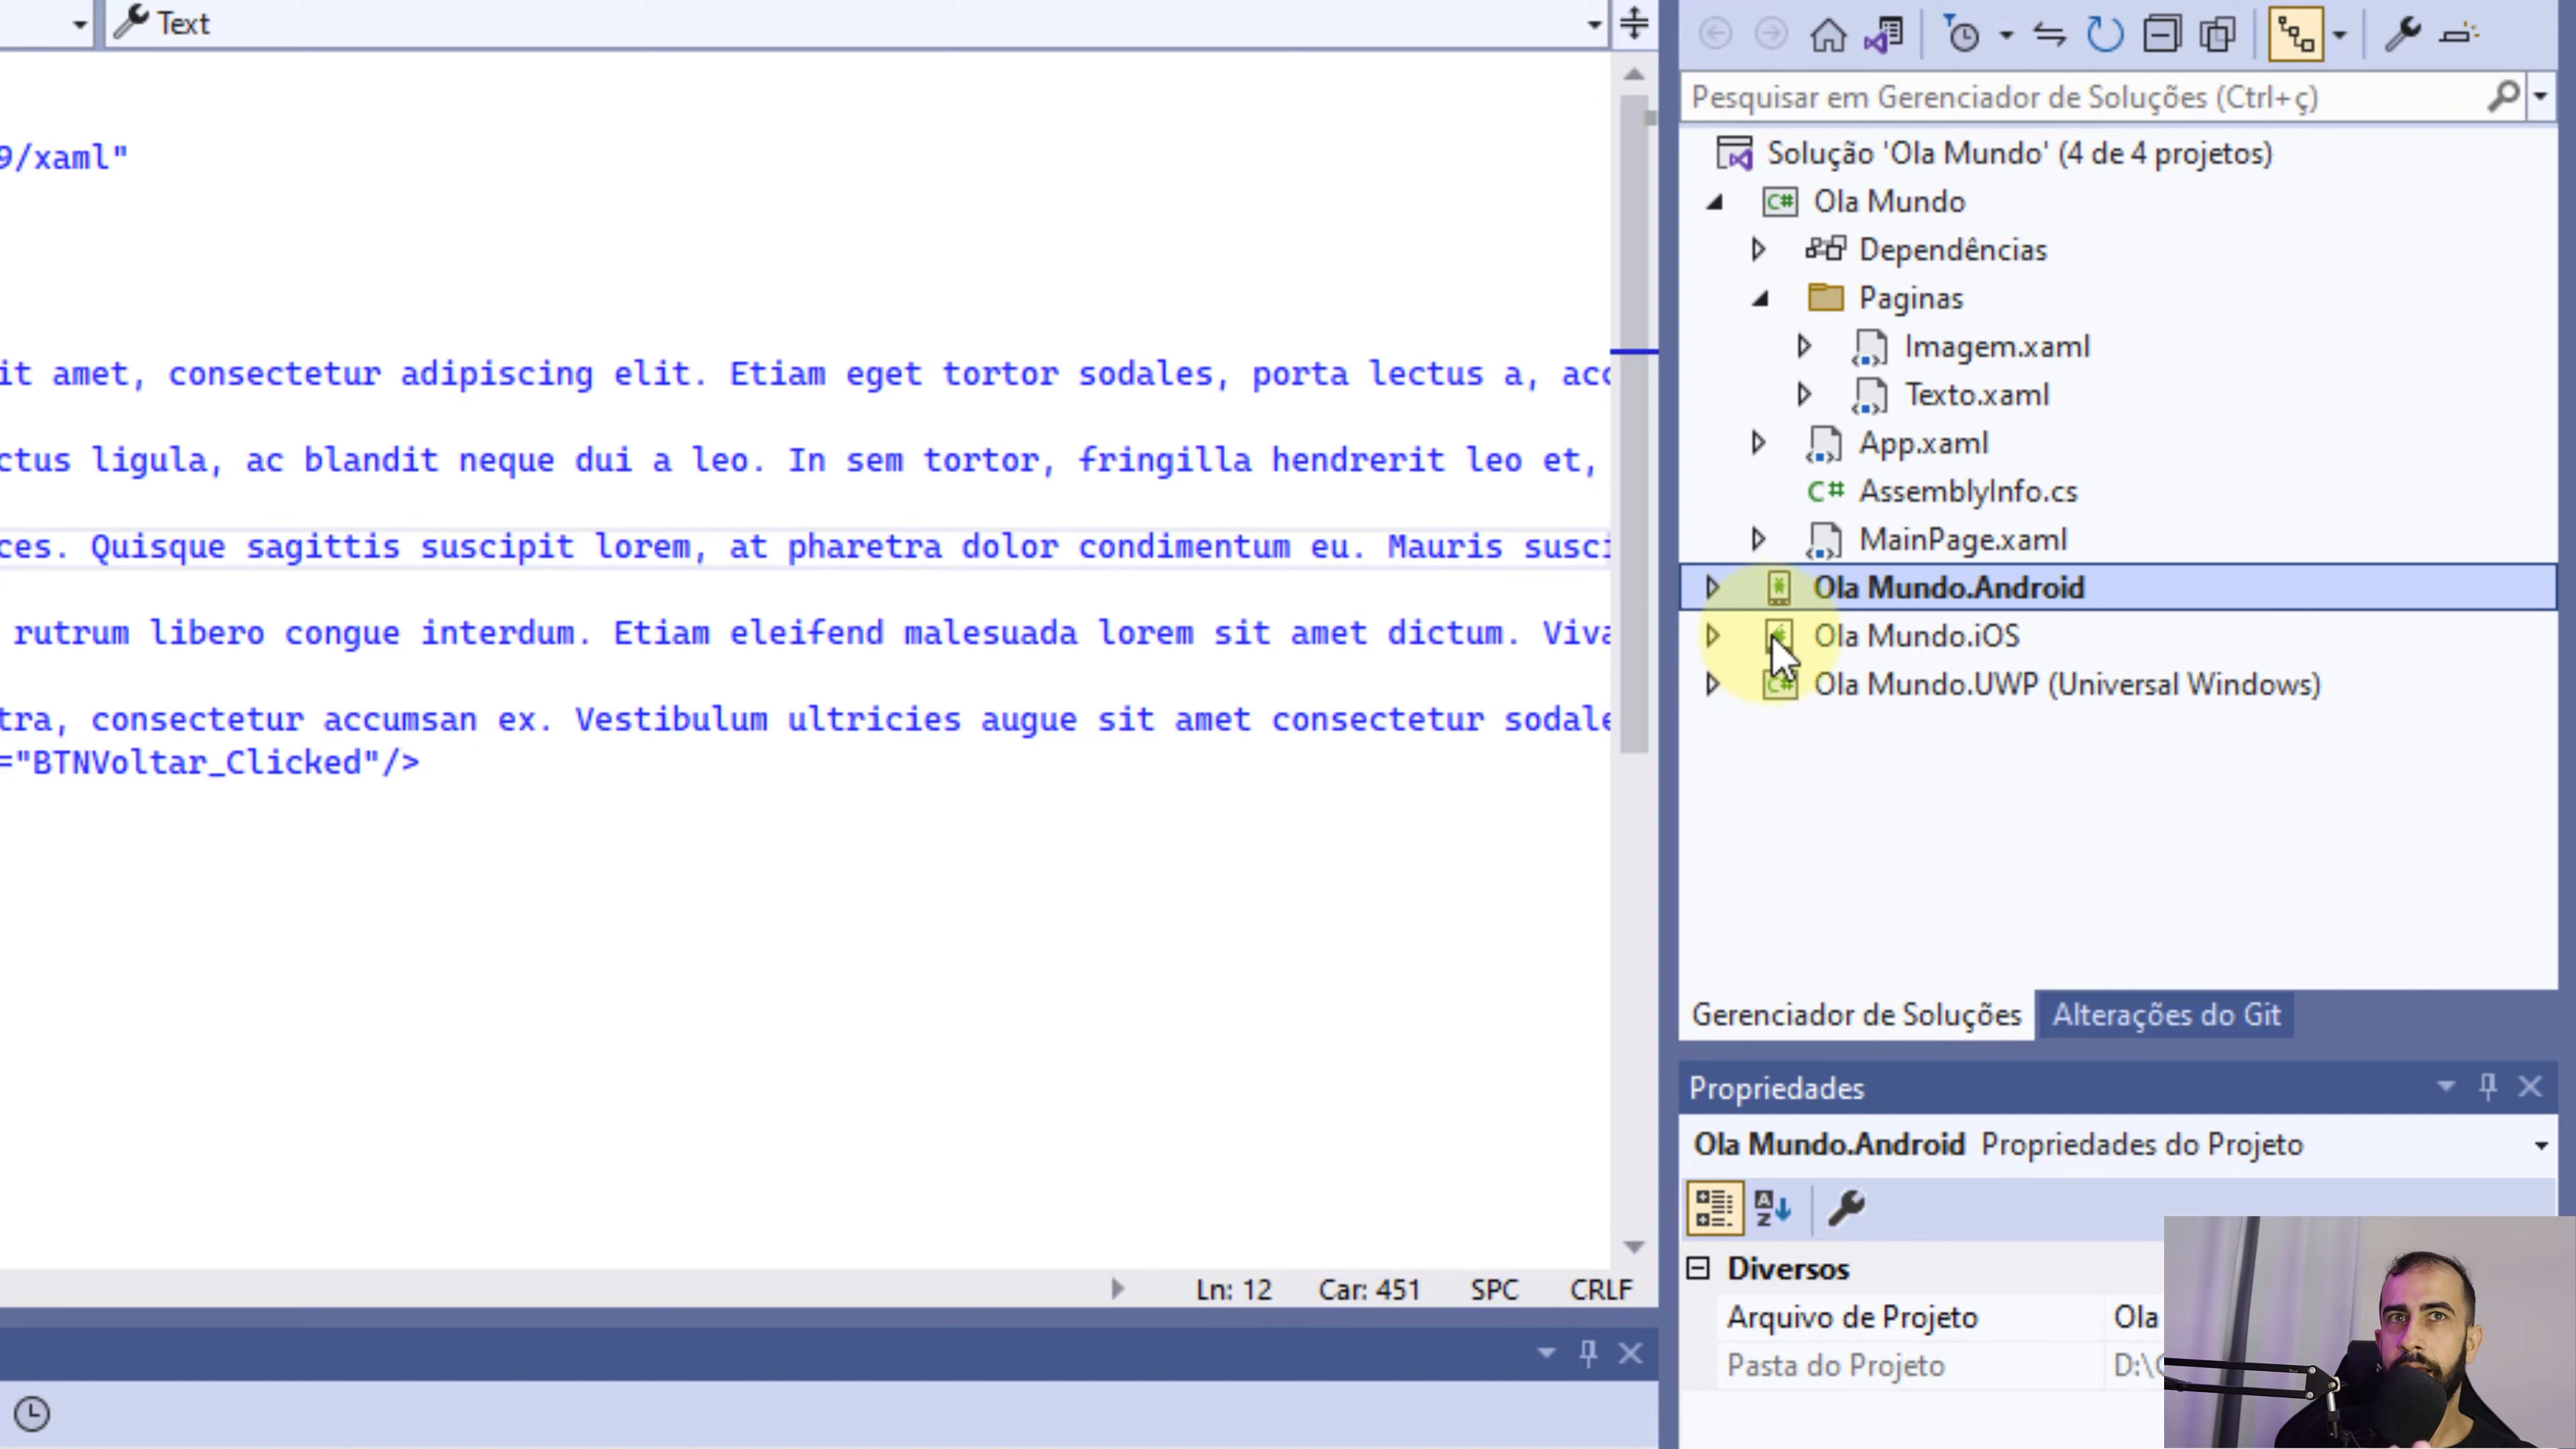 Text
9/xaml"
it amet, consectetur adipiscing elit. Etiam eget tortor sodales, porta lectus a, acc
ctus ligula, ac blandit neque dui a leo. In sem tortor, fringilla hendrerit leo et,
ces. Quisque sagittis suscipit lorem, at pharetra dolor condimentum eu. Mauris susci
rutrum libero congue interdum. Etiam eleifend malesuada lorem sit amet dictum. Viva
tra, consectetur accumsan ex. Vestibulum ultricies augue sit amet consectetur sodale
="BTNVoltar_Clicked"/>
Ln: 12 Car: 451 SPC CRLF
Pesquisar em Gerenciador de Soluções (Ctrl+ç)
Solução 'Ola Mundo' (4 de 4 projetos)
C# Ola Mundo
Dependências
Paginas
Imagem.xaml
Texto.xaml
App.xaml
C# AssemblyInfo.cs
MainPage.xaml
Ola Mundo.Android
Ola Mundo.iOS
C# Ola Mundo.UWP (Universal Windows)
Gerenciador de Soluções Alterações do Git
Propriedades
Ola Mundo.Android Propriedades do Projeto
Diversos
Arquivo de Projeto Ola
Pasta do Projeto D:\